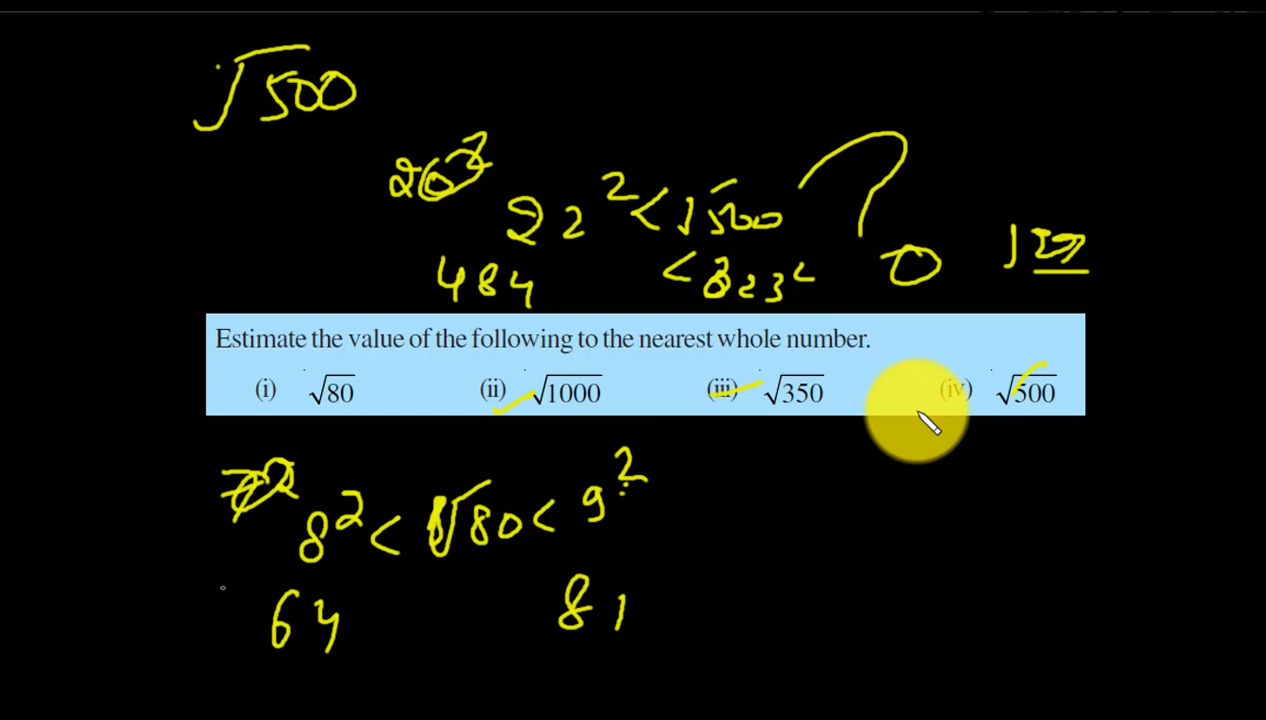 √500
20²
22² < √500
484 < 23²
Estimate the value of the following to the nearest whole number.
(i) √80 (ii) √1000 (iii) √350 (iv) √500
8² < √80 < 9²
64 81